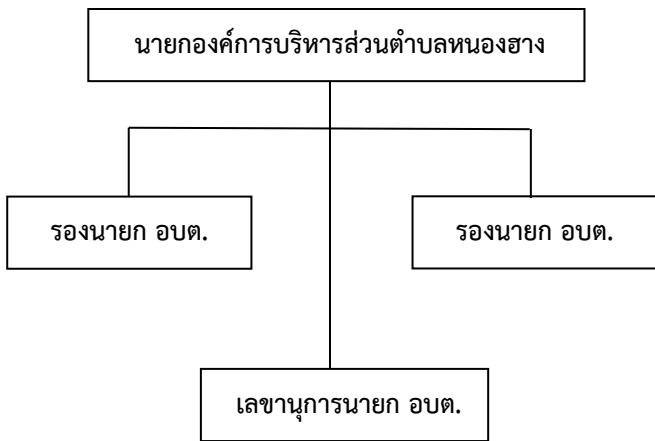 นายกองค์การบริหารส่วนตำบลหนองฮาง
รองนายก อบต.
รองนายก อบต.
เลขานุการนายก อบต.